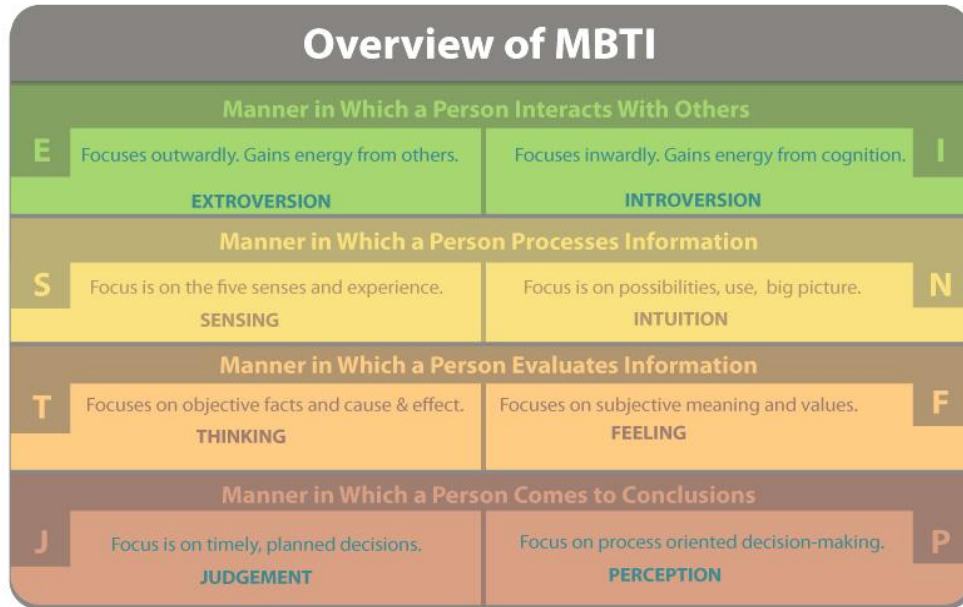 Overview of MBTI
Manner in Which a Person Interacts With Others
E
Focuses outwardly. Gains energy from others.
EXTROVERSION
Focuses inwardly. Gains energy from cognition.
INTROVERSION
I
Manner in Which a Person Processes Information
S
Focus is on the five senses and experience.
SENSING
Focus is on possibilities, use, big picture.
INTUITION
N
Manner in Which a Person Evaluates Information
T
Focuses on objective facts and cause & effect.
THINKING
Focuses on subjective meaning and values.
FEELING
F
Manner in Which a Person Comes to Conclusions
J
Focus is on timely, planned decisions.
JUDGEMENT
Focus on process oriented decision-making.
PERCEPTION
P